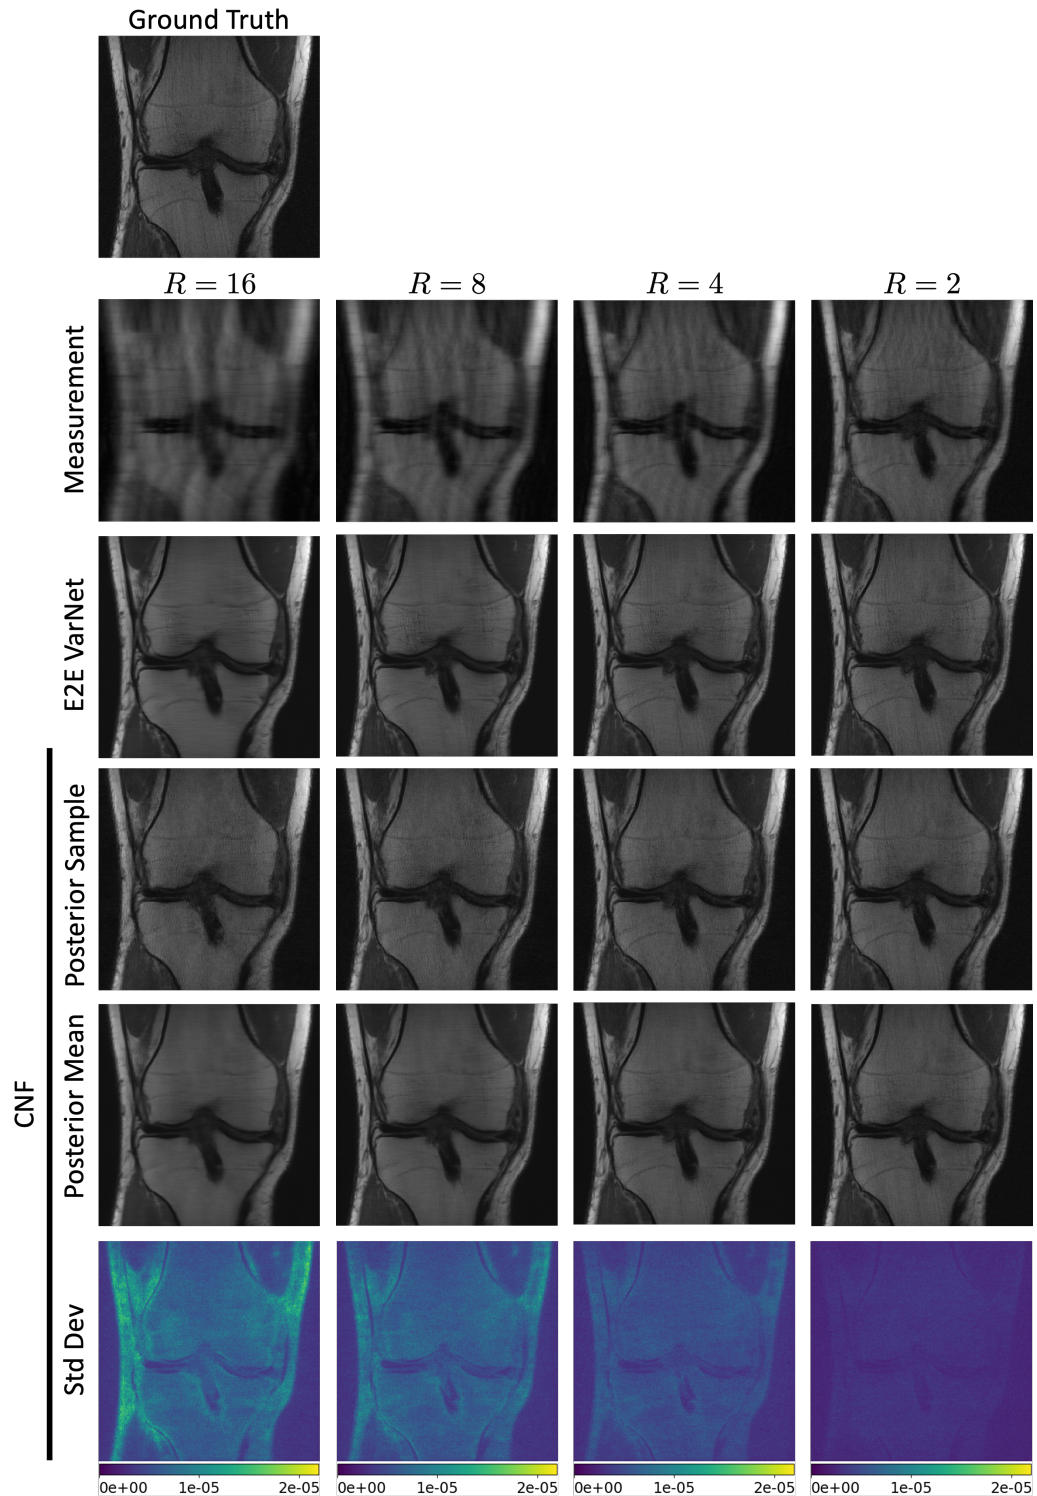 Ground Truth
R = 16
R = 8
R = 4
R = 2
Measurement
E2E VarNet
CNF
Posterior Sample
Posterior Mean
Std Dev
0e+00 1e-05 2e-05
0e+00 1e-05 2e-05
0e+00 1e-05 2e-05
0e+00 1e-05 2e-05